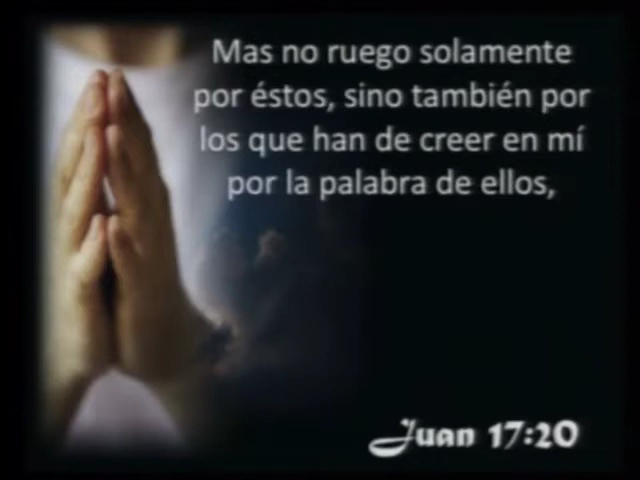 Mas no ruego solamente
por éstos, sino también por
los que han de creer en mí
por la palabra de ellos,
Juan 17:20